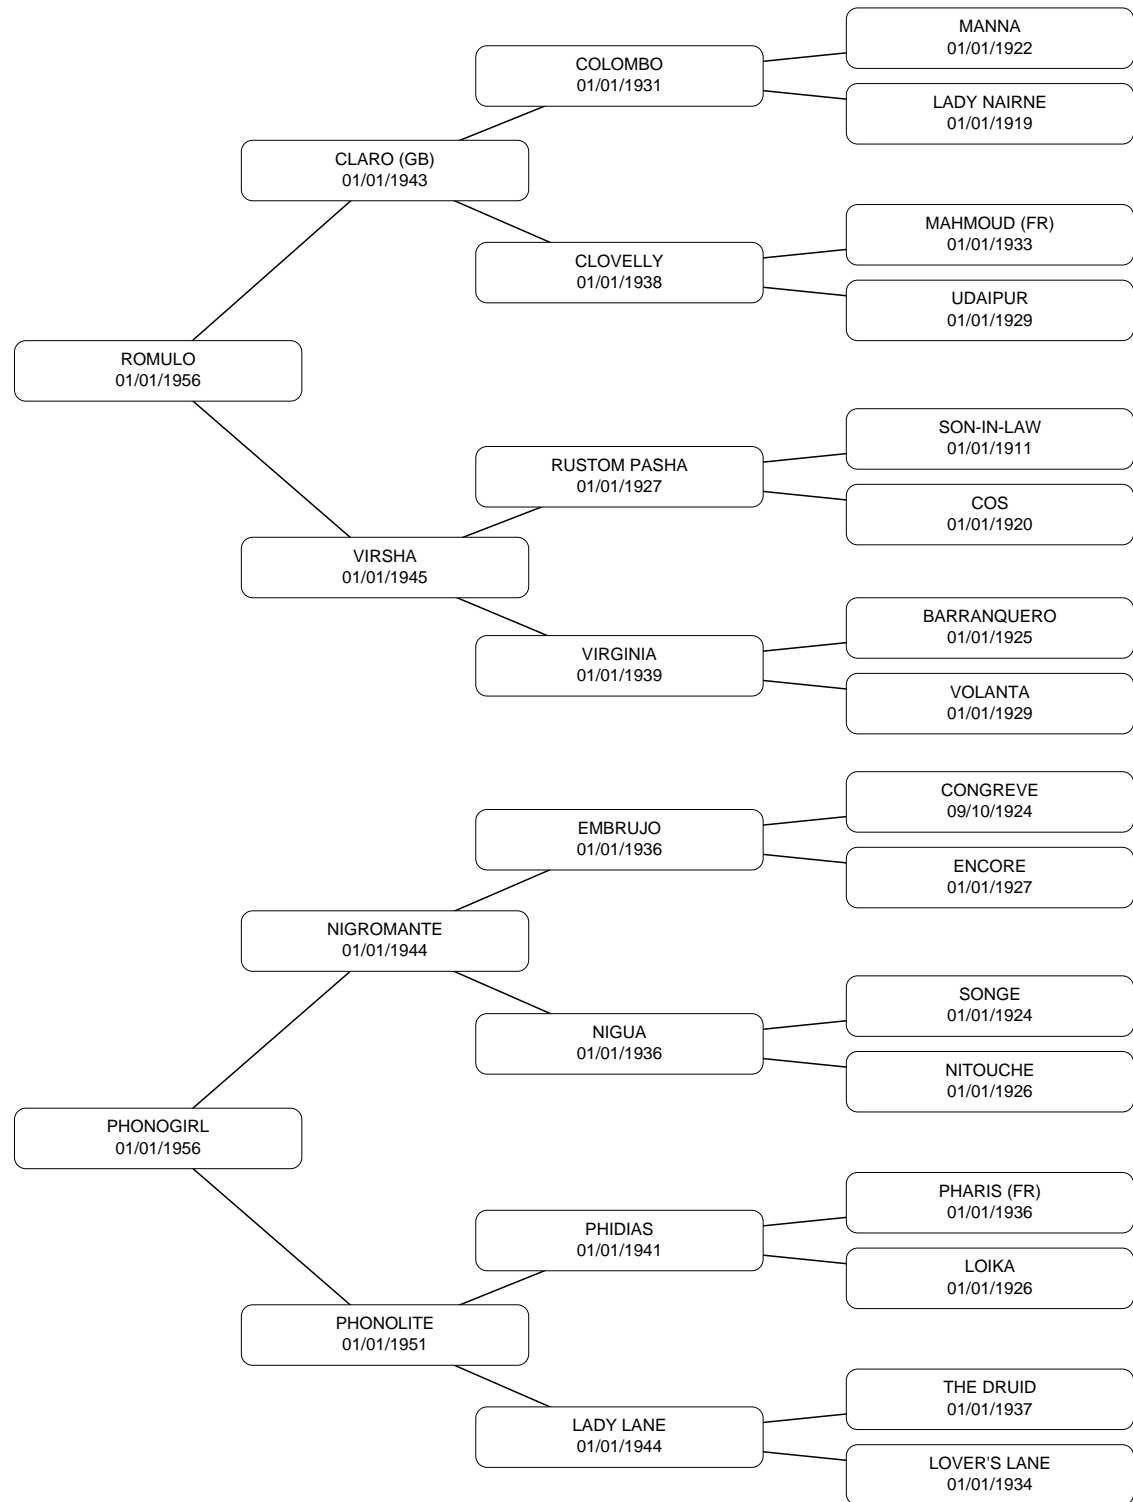 MANNA
01/01/1922
COLOMBO
01/01/1931
LADY NAIRNE
01/01/1919
CLARO (GB)
01/01/1943
MAHMOUD (FR)
01/01/1933
CLOVELLY
01/01/1938
UDAIPUR
01/01/1929
ROMULO
01/01/1956
SON-IN-LAW
01/01/1911
RUSTOM PASHA
01/01/1927
COS
01/01/1920
VIRSHA
01/01/1945
BARRANQUERO
01/01/1925
VIRGINIA
01/01/1939
VOLANTA
01/01/1929
CONGREVE
09/10/1924
EMBRUJO
01/01/1936
ENCORE
01/01/1927
NIGROMANTE
01/01/1944
SONGE
01/01/1924
NIGUA
01/01/1936
NITOUCHE
01/01/1926
PHONOGIRL
01/01/1956
PHARIS (FR)
01/01/1936
PHIDIAS
01/01/1941
LOIKA
01/01/1926
PHONOLITE
01/01/1951
THE DRUID
01/01/1937
LADY LANE
01/01/1944
LOVER'S LANE
01/01/1934